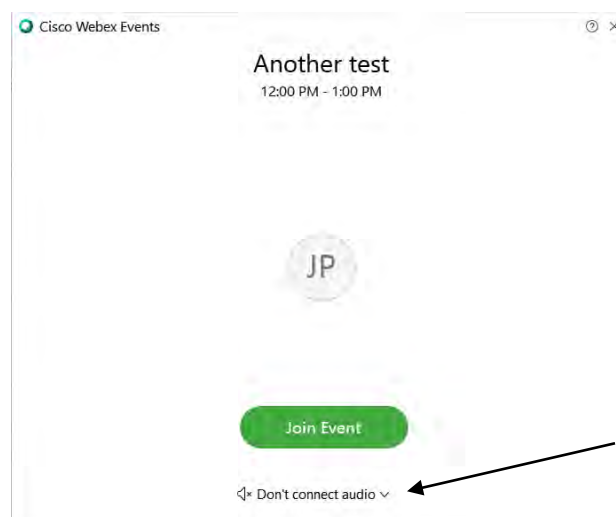 Cisco Webex Events
Another test
12:00 PM - 1:00 PM
JP
Join Event
Don't connect audio